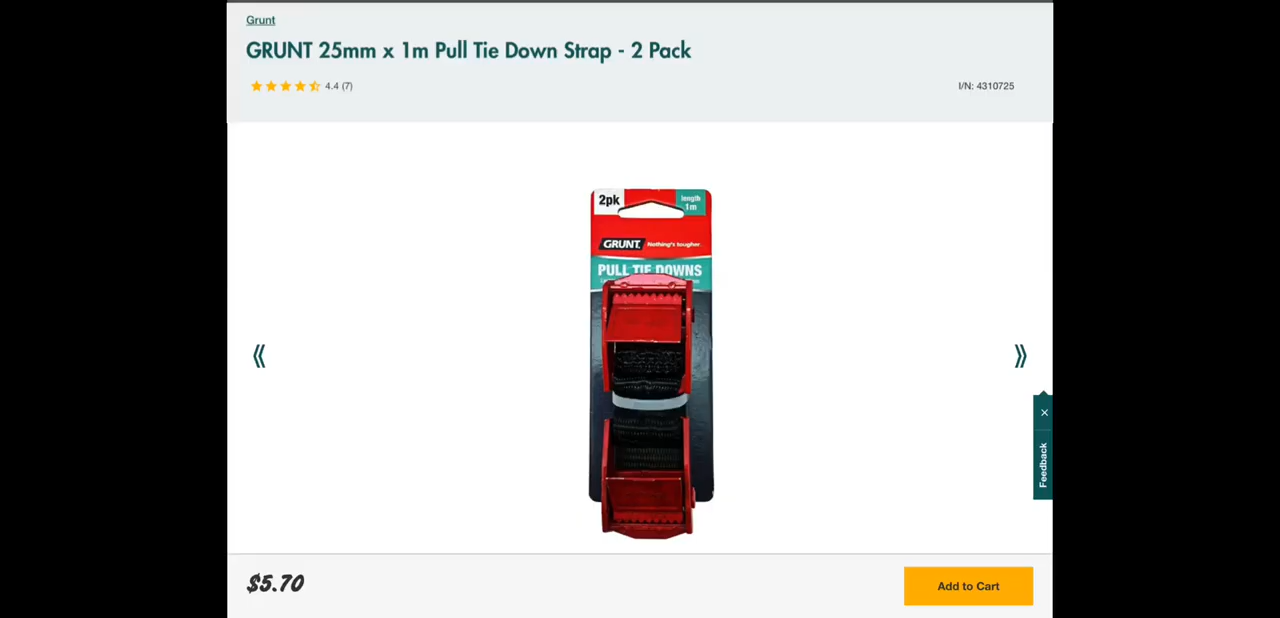 Grunt
GRUNT 25mm x 1m Pull Tie Down Strap - 2 Pack
4.4 (7)
I/N: 4310725
2pk
length
1m
GRUNT.
Nothing's tougher.
PULL TIE DOWNS
Feedback
$5.70
Add to Cart